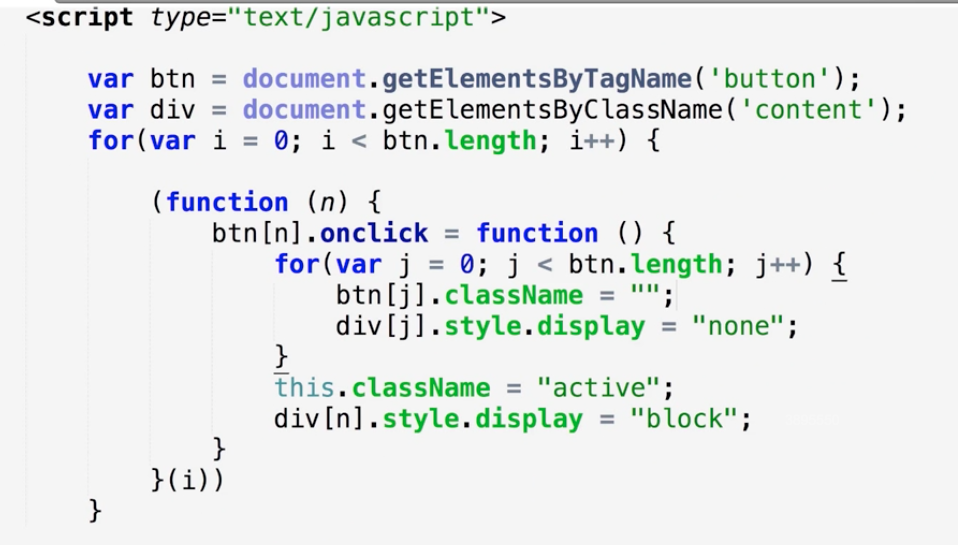 <script type="text/javascript">
var btn = document.getElementsByTagName('button');
var div = document.getElementsByClassName('content');
for(var i = 0; i < btn.length; i++) {
(function (n) {
btn[n].onclick = function () {
for(var j = 0; j < btn.length; j++) {
btn[j].className = "";
div[j].style.display = "none";
}
this.className = "active";
div[n].style.display = "block";
}
}(i))
}